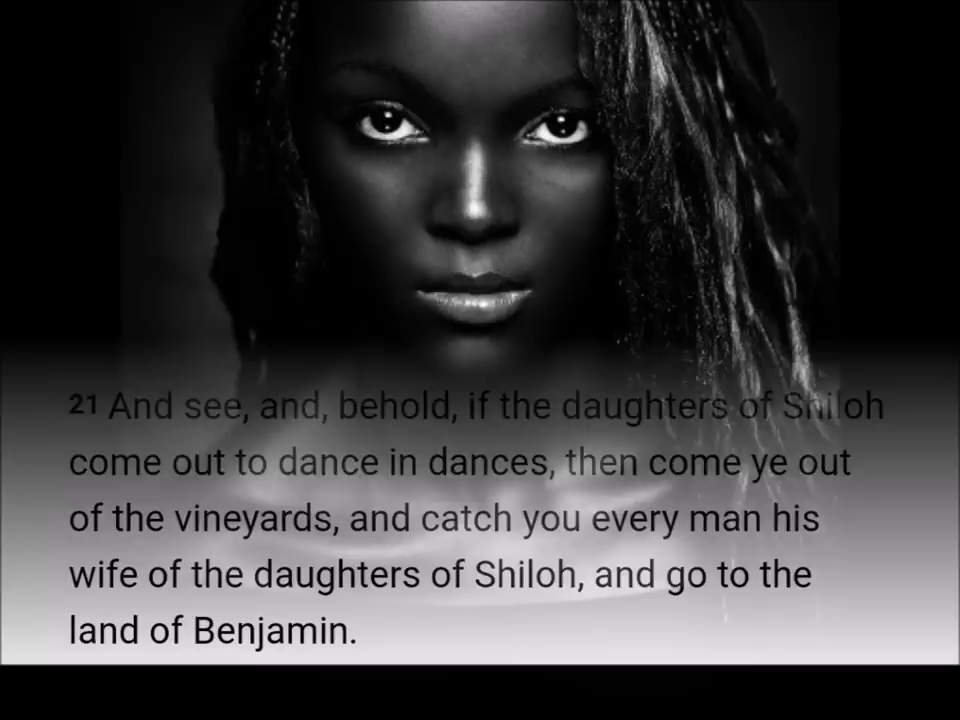 21 And see, and, behold, if the daughters of Shiloh
come out to dance in dances, then come ye out
of the vineyards, and catch you every man his
wife of the daughters of Shiloh, and go to the
land of Benjamin.